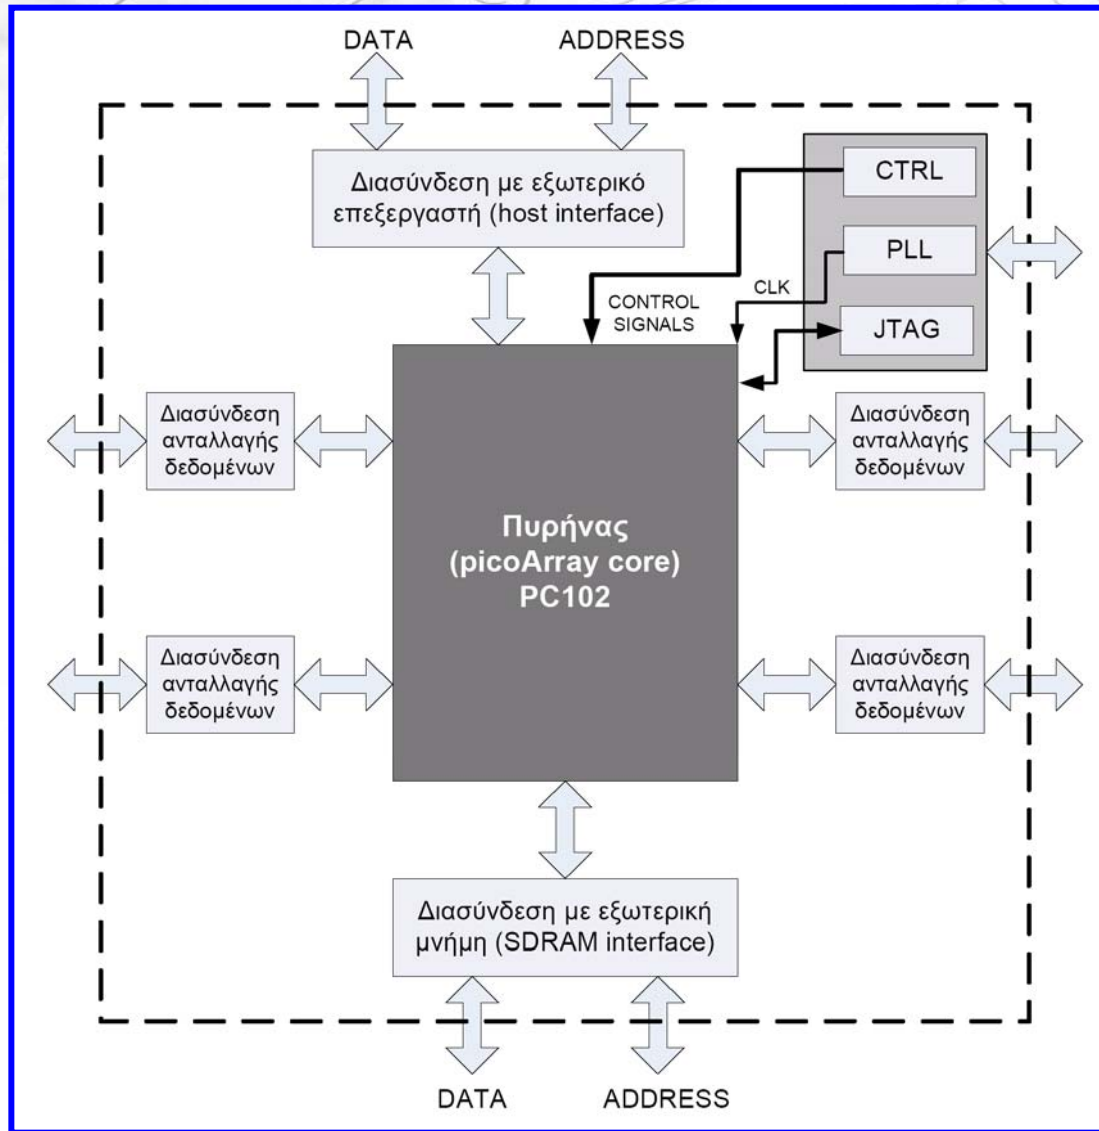 DATA
ADDRESS
Διασύνδεση με εξωτερικό
επεξεργαστή (host interface)
CTRL
PLL
JTAG
CLK
CONTROL
SIGNALS
Διασύνδεση
ανταλλαγής
δεδομένων
Διασύνδεση
ανταλλαγής
δεδομένων
Πυρήνας
(picoArray core)
PC102
Διασύνδεση
ανταλλαγής
δεδομένων
Διασύνδεση
ανταλλαγής
δεδομένων
Διασύνδεση με εξωτερική
μνήμη (SDRAM interface)
DATA
ADDRESS